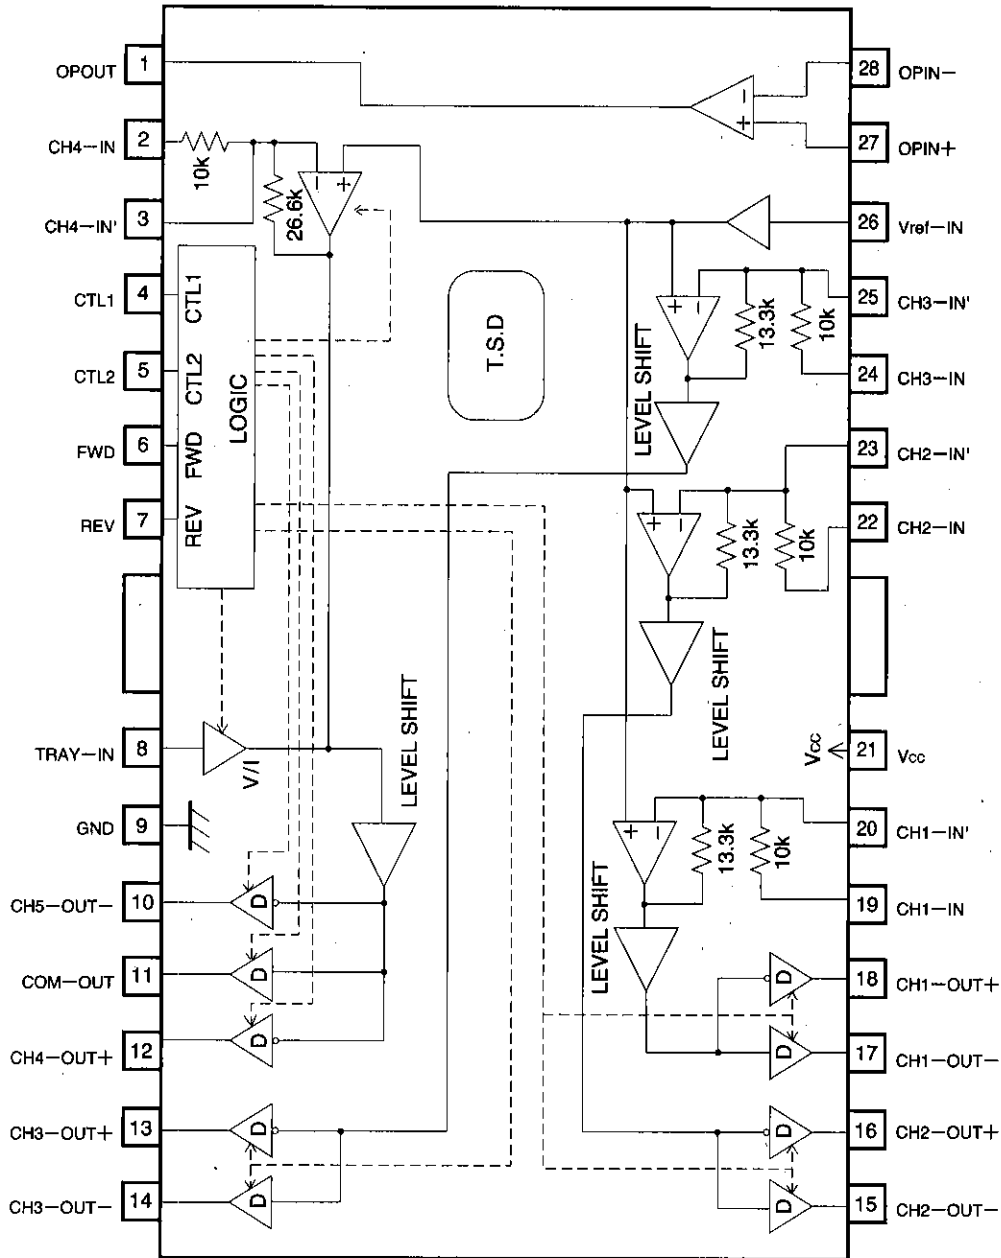 OPOUT 1
CH4-IN 2
CH4-IN' 3
CTL1 4
CTL2 5
FWD 6
REV 7
TRAY-IN 8
GND 9
CH5-OUT- 10
COM-OUT 11
CH4-OUT+ 12
CH3-OUT+ 13
CH3-OUT- 14
10k
26.6k
- +
CTL1
CTL2
FWD
REV
LOGIC
T.S.D
V/I
LEVEL SHIFT
D
D
D
D
D
- +
+ -
13.3k
10k
LEVEL SHIFT
+ -
13.3k
10k
LEVEL SHIFT
Vcc
+ -
13.3k
10k
LEVEL SHIFT
D
D
D
D
28 OPIN-
27 OPIN+
26 Vref-IN
25 CH3-IN'
24 CH3-IN
23 CH2-IN'
22 CH2-IN
21 Vcc
20 CH1-IN'
19 CH1-IN
18 CH1-OUT+
17 CH1-OUT-
16 CH2-OUT+
15 CH2-OUT-